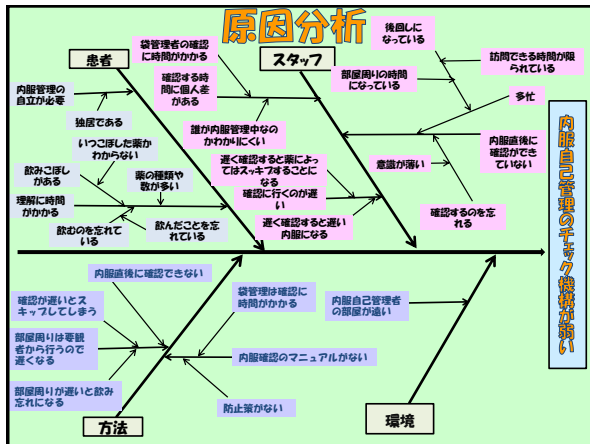 原因分析
患者
スタッフ
内服管理の
自立が必要
独居である
いつこぼした薬か
わからない
飲みこぼし
がある
薬の種類や
数が多い
理解に時間
がかかる
飲むのを忘れて
いる
飲んだことを忘
れている
袋管理者の確認
に時間がかかる
確認する時
間に個人差
がある
誰が内服管理中なの
かわかりにくい
遅く確認すると薬によっ
てはスッキプすることに
なる
確認に行くのが遅
い
遅く確認すると遅い
内服になる
後回しに
なっている
部屋周りの時間
になっている
訪問できる時間が限
られている
多忙
内服直後に
確認ができ
ていない
意識が薄い
確認するのを忘
れる
内服自己管理のチェック機構が弱い
内服直後に確認できない
確認が遅いとス
キップしてしまう
袋管理は確認に
時間がかかる
部屋周りは要観
者から行うので
遅くなる
内服確認のマニュアルがない
部屋周りが遅いと飲み
忘れになる
防止策がない
内服自己管理者
の部屋が遠い
方法
環境